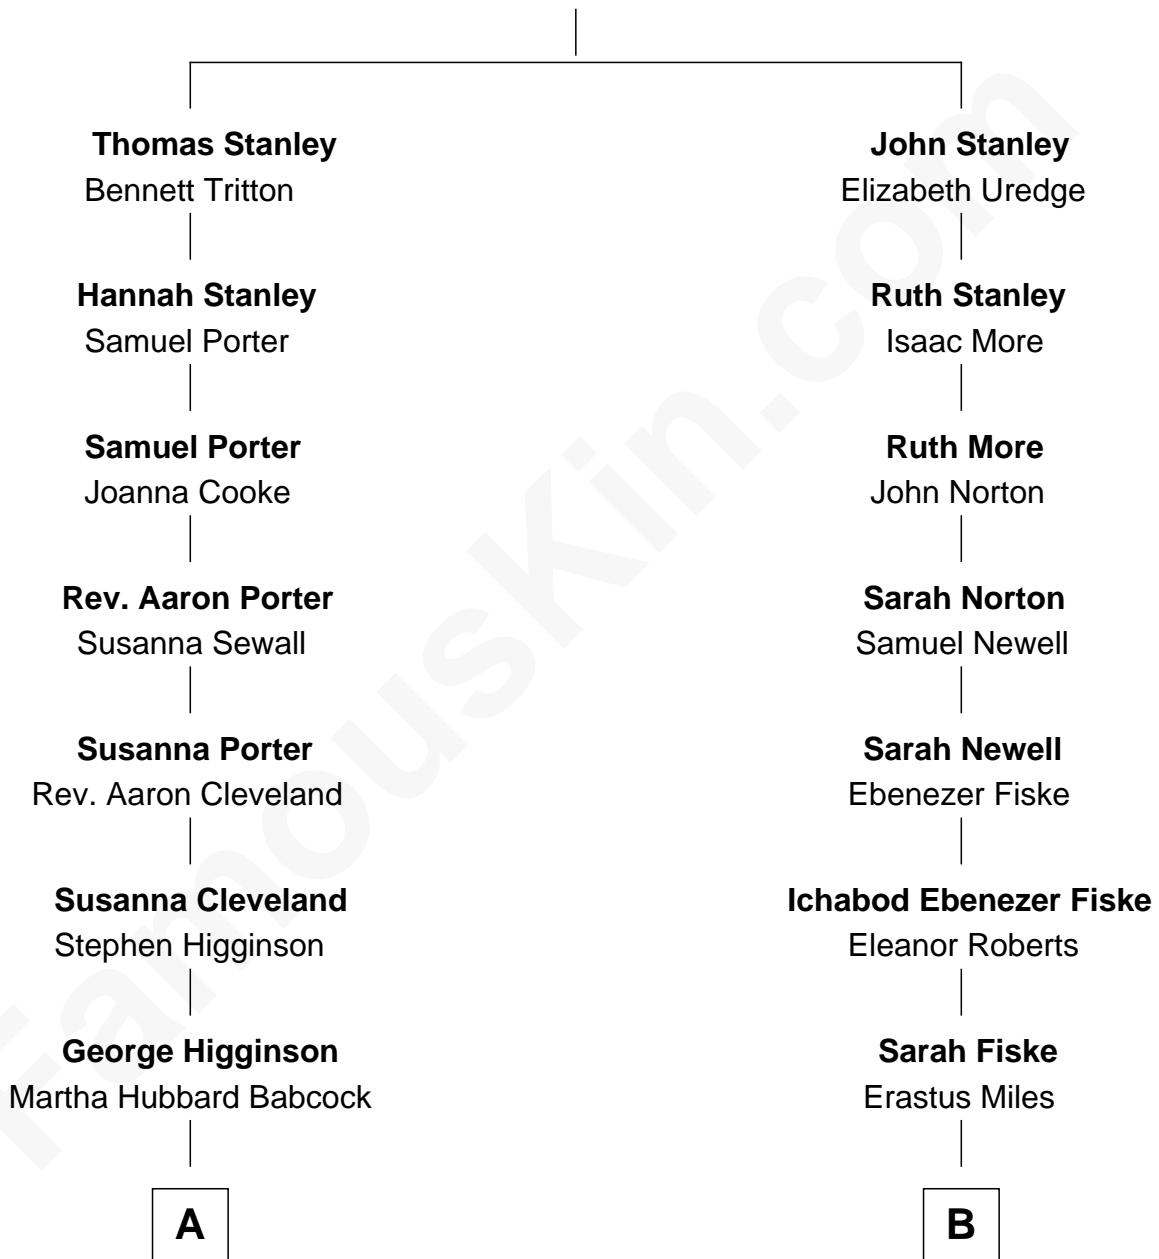 Thomas Stanley
Bennett Tritton
John Stanley
Elizabeth Uredge
Hannah Stanley
Samuel Porter
Ruth Stanley
Isaac More
Samuel Porter
Joanna Cooke
Ruth More
John Norton
Rev. Aaron Porter
Susanna Sewall
Sarah Norton
Samuel Newell
Susanna Porter
Rev. Aaron Cleveland
Sarah Newell
Ebenezer Fiske
Susanna Cleveland
Stephen Higginson
Ichabod Ebenezer Fiske
Eleanor Roberts
George Higginson
Martha Hubbard Babcock
Sarah Fiske
Erastus Miles
A
B
FamousKin.com